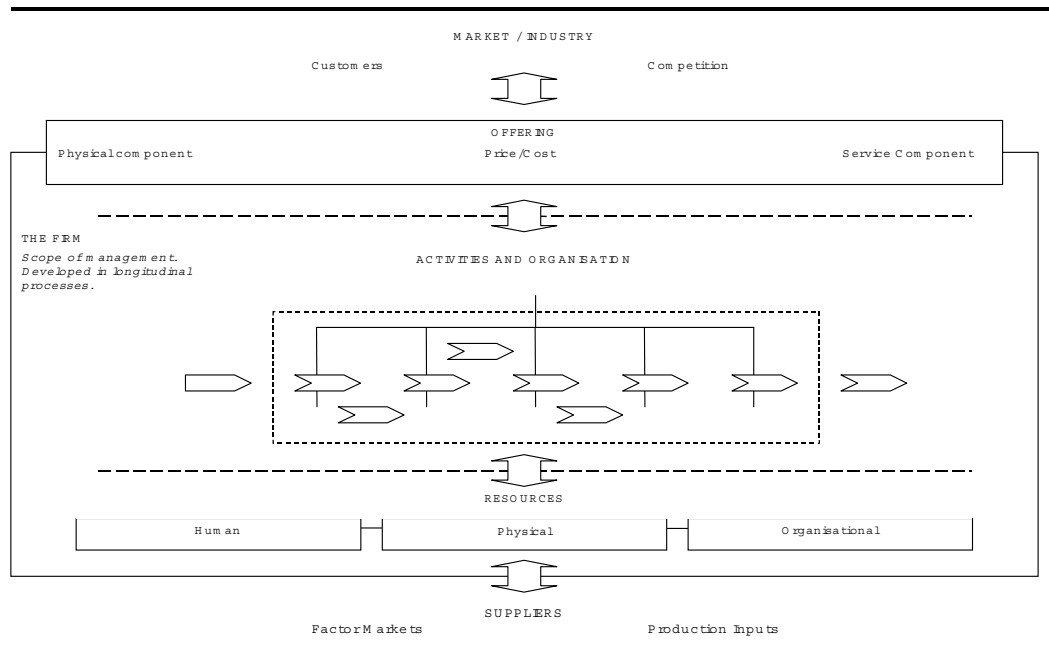 MARKET / INDUSTRY
Customers Competition
OFFERING
Physical component Price/Cost Service Component
THE FIRM
Scope of management.
Developed in longitudinal
processes.
ACTIVITIES AND ORGANISATION
RESOURCES
Human Physical Organisational
SUPPLIERS
Factor Markets Production Inputs